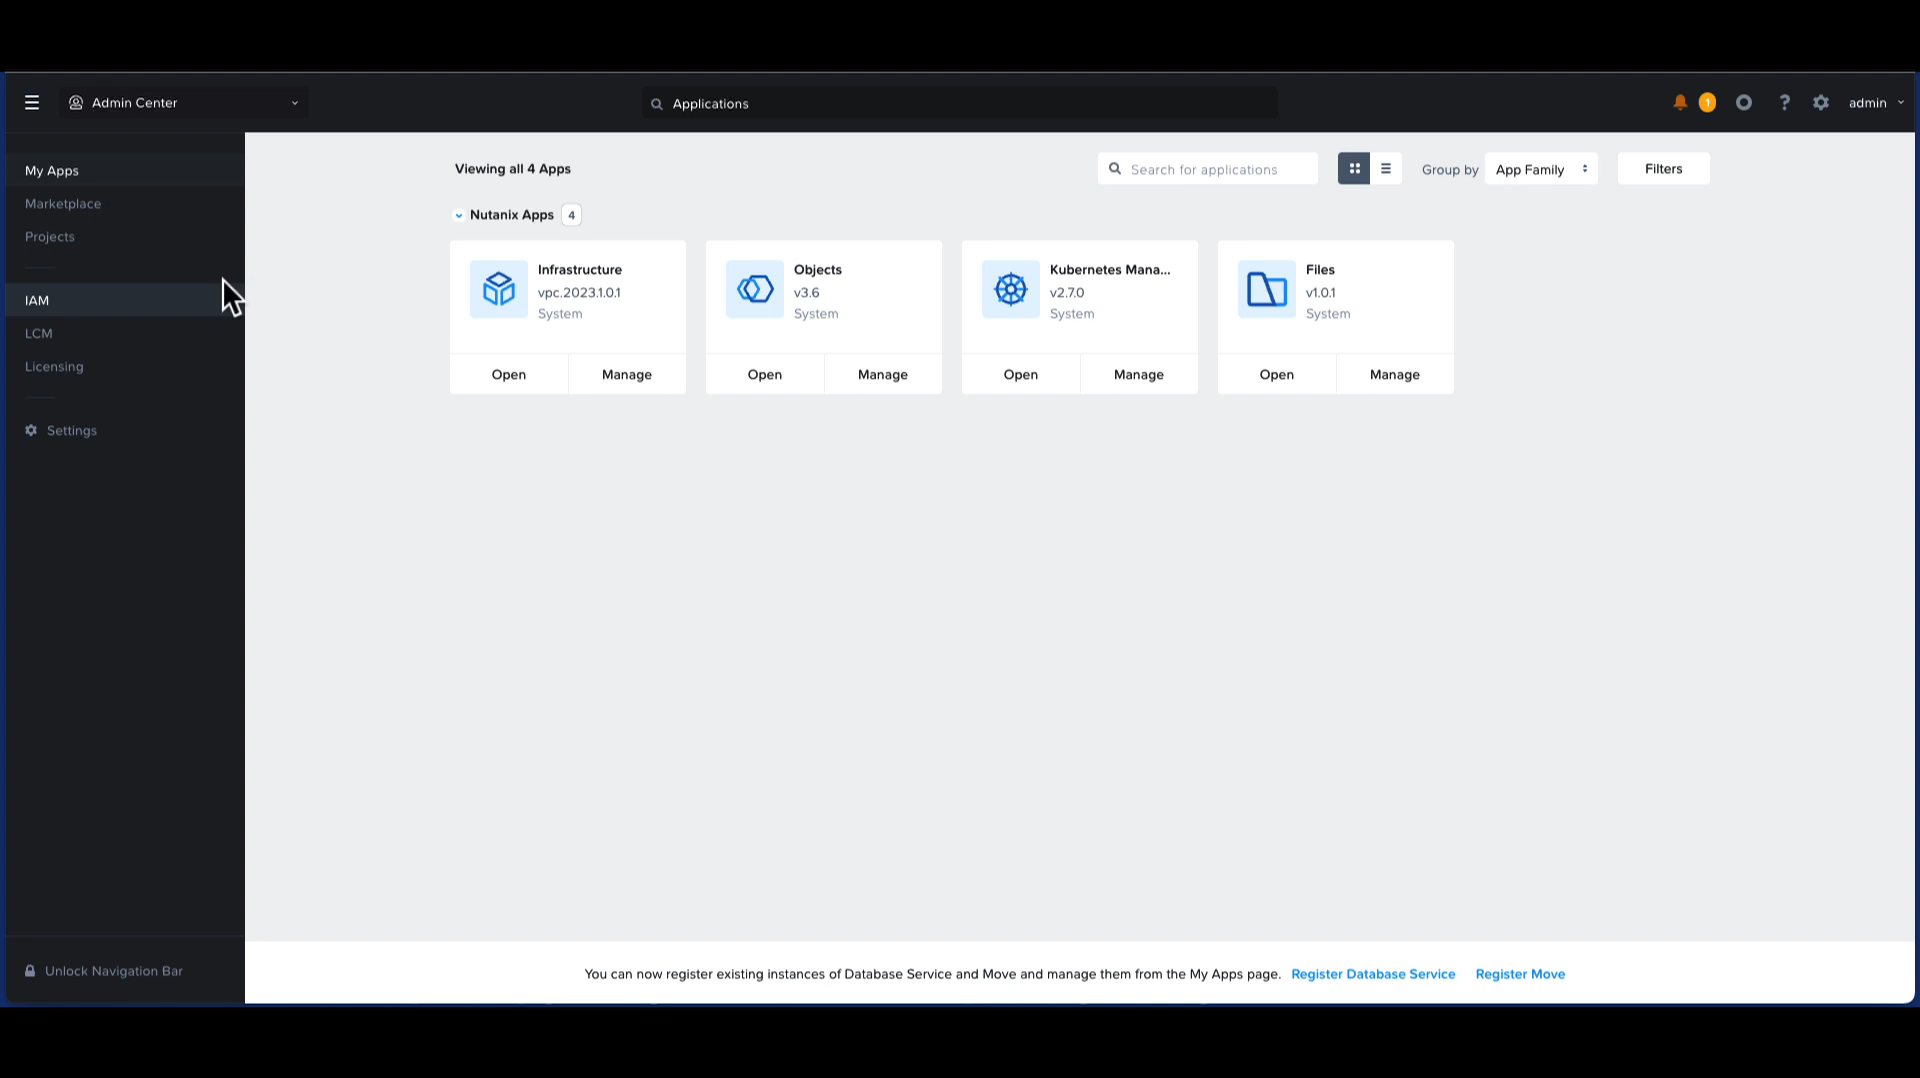 Admin Center
Applications
1
?
admin
My Apps
Marketplace
Projects
IAM
LCM
Licensing
Settings
Unlock Navigation Bar
Viewing all 4 Apps
Search for applications
Group by
App Family
Filters
Nutanix Apps 4
Infrastructure
vpc.2023.1.0.1
System
Open
Manage
Objects
v3.6
System
Open
Manage
Kubernetes Mana...
v2.7.0
System
Open
Manage
Files
v1.0.1
System
Open
Manage
You can now register existing instances of Database Service and Move and manage them from the My Apps page. Register Database Service Register Move